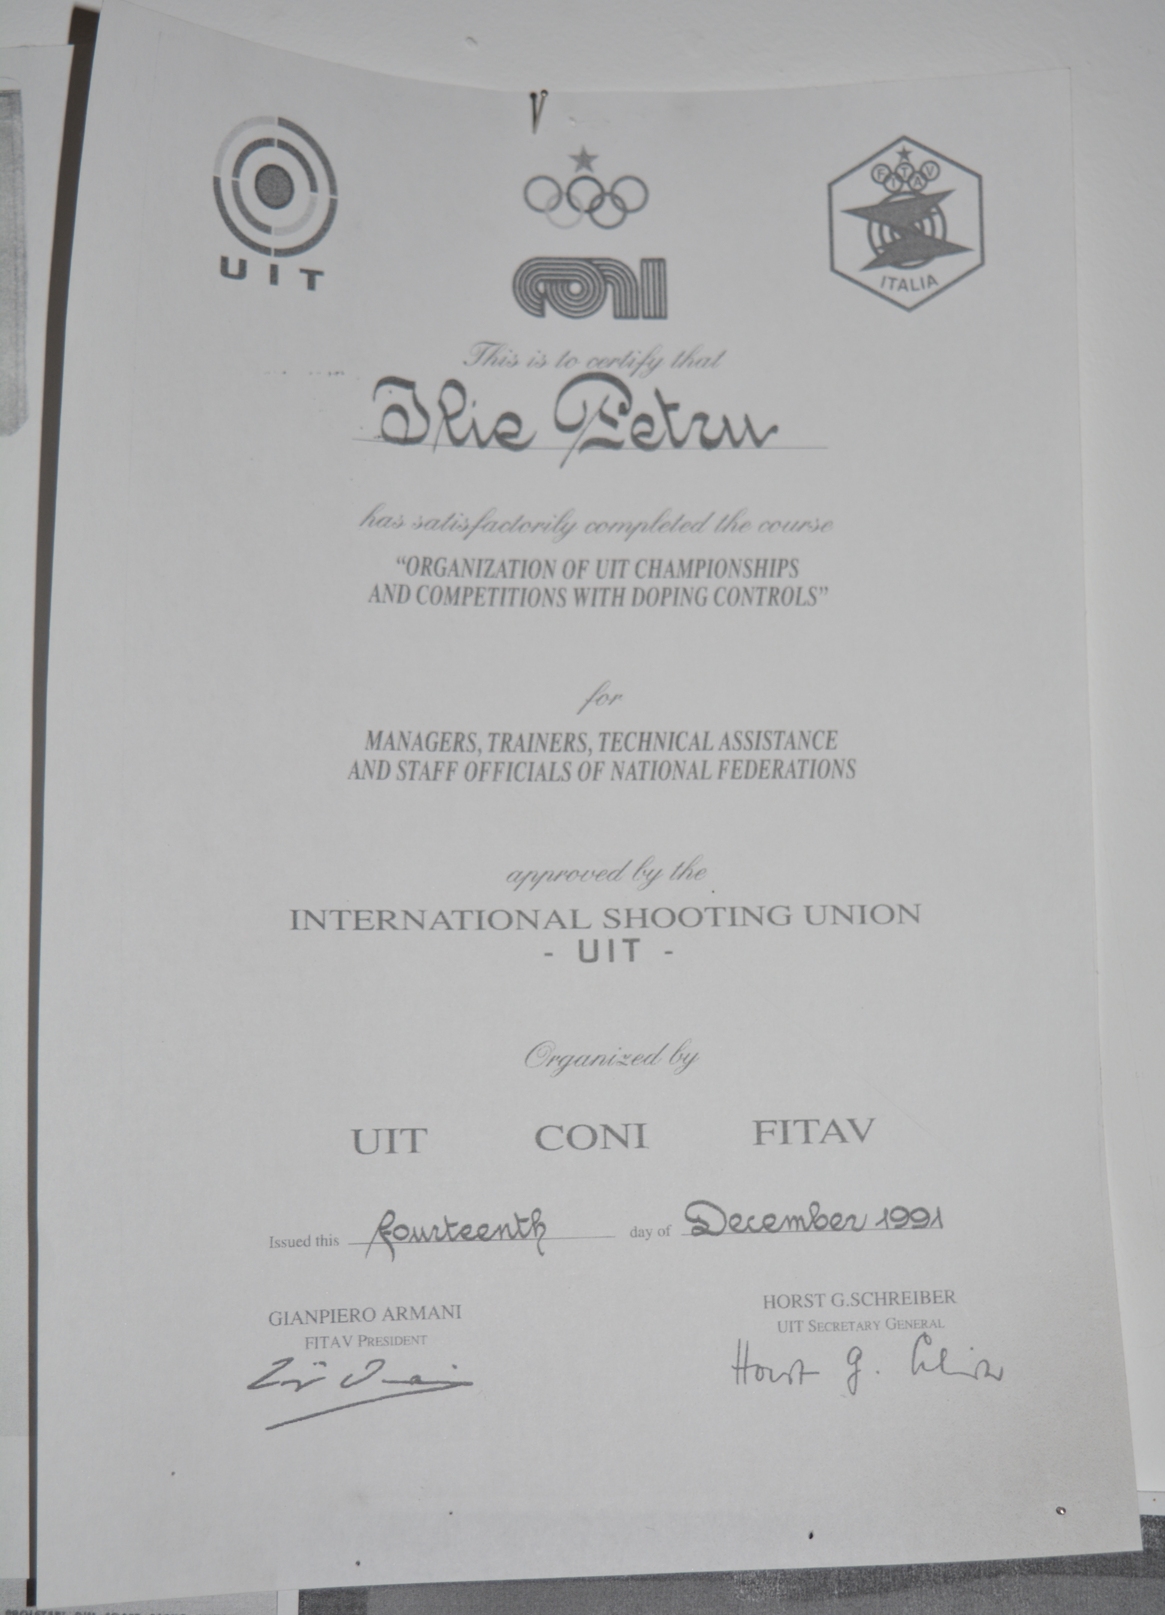 UIT
CONI
FITAV
ITALIA
This is to certify that
Ilie Petru
has satisfactorily completed the course
“ORGANIZATION OF UIT CHAMPIONSHIPS
AND COMPETITIONS WITH DOPING CONTROLS”
for
MANAGERS, TRAINERS, TECHNICAL ASSISTANCE
AND STAFF OFFICIALS OF NATIONAL FEDERATIONS
approved by the
INTERNATIONAL SHOOTING UNION
- UIT -
Organized by
UIT CONI FITAV
Issued this fourteenth day of December 1991
GIANPIERO ARMANI HORST G.SCHREIBER
FITAV PRESIDENT UIT SECRETARY GENERAL
Horst G.